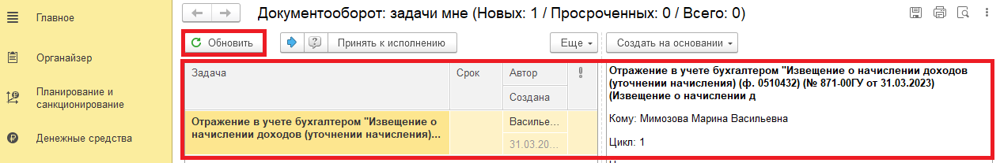 Главное
Органайзер
Планирование и
санкционирование
Денежные средства
Документооборот: задачи мне (Новых: 1 / Просроченных: 0 / Всего: 0)
Обновить
Принять к исполнению
Еще
Создать на основании
Задача
Срок
Автор
Создана
Отражение в учете бухгалтером "Извещение о
начислении доходов (уточнении начисления)...
Василье...
31.03.20...
Отражение в учете бухгалтером "Извещение о начислении доходов
(уточнении начисления) (ф. 0510432) (№ 871-00ГУ от 31.03.2023)
(Извещение о начислении д
Кому: Мимозова Марина Васильевна
Цикл: 1